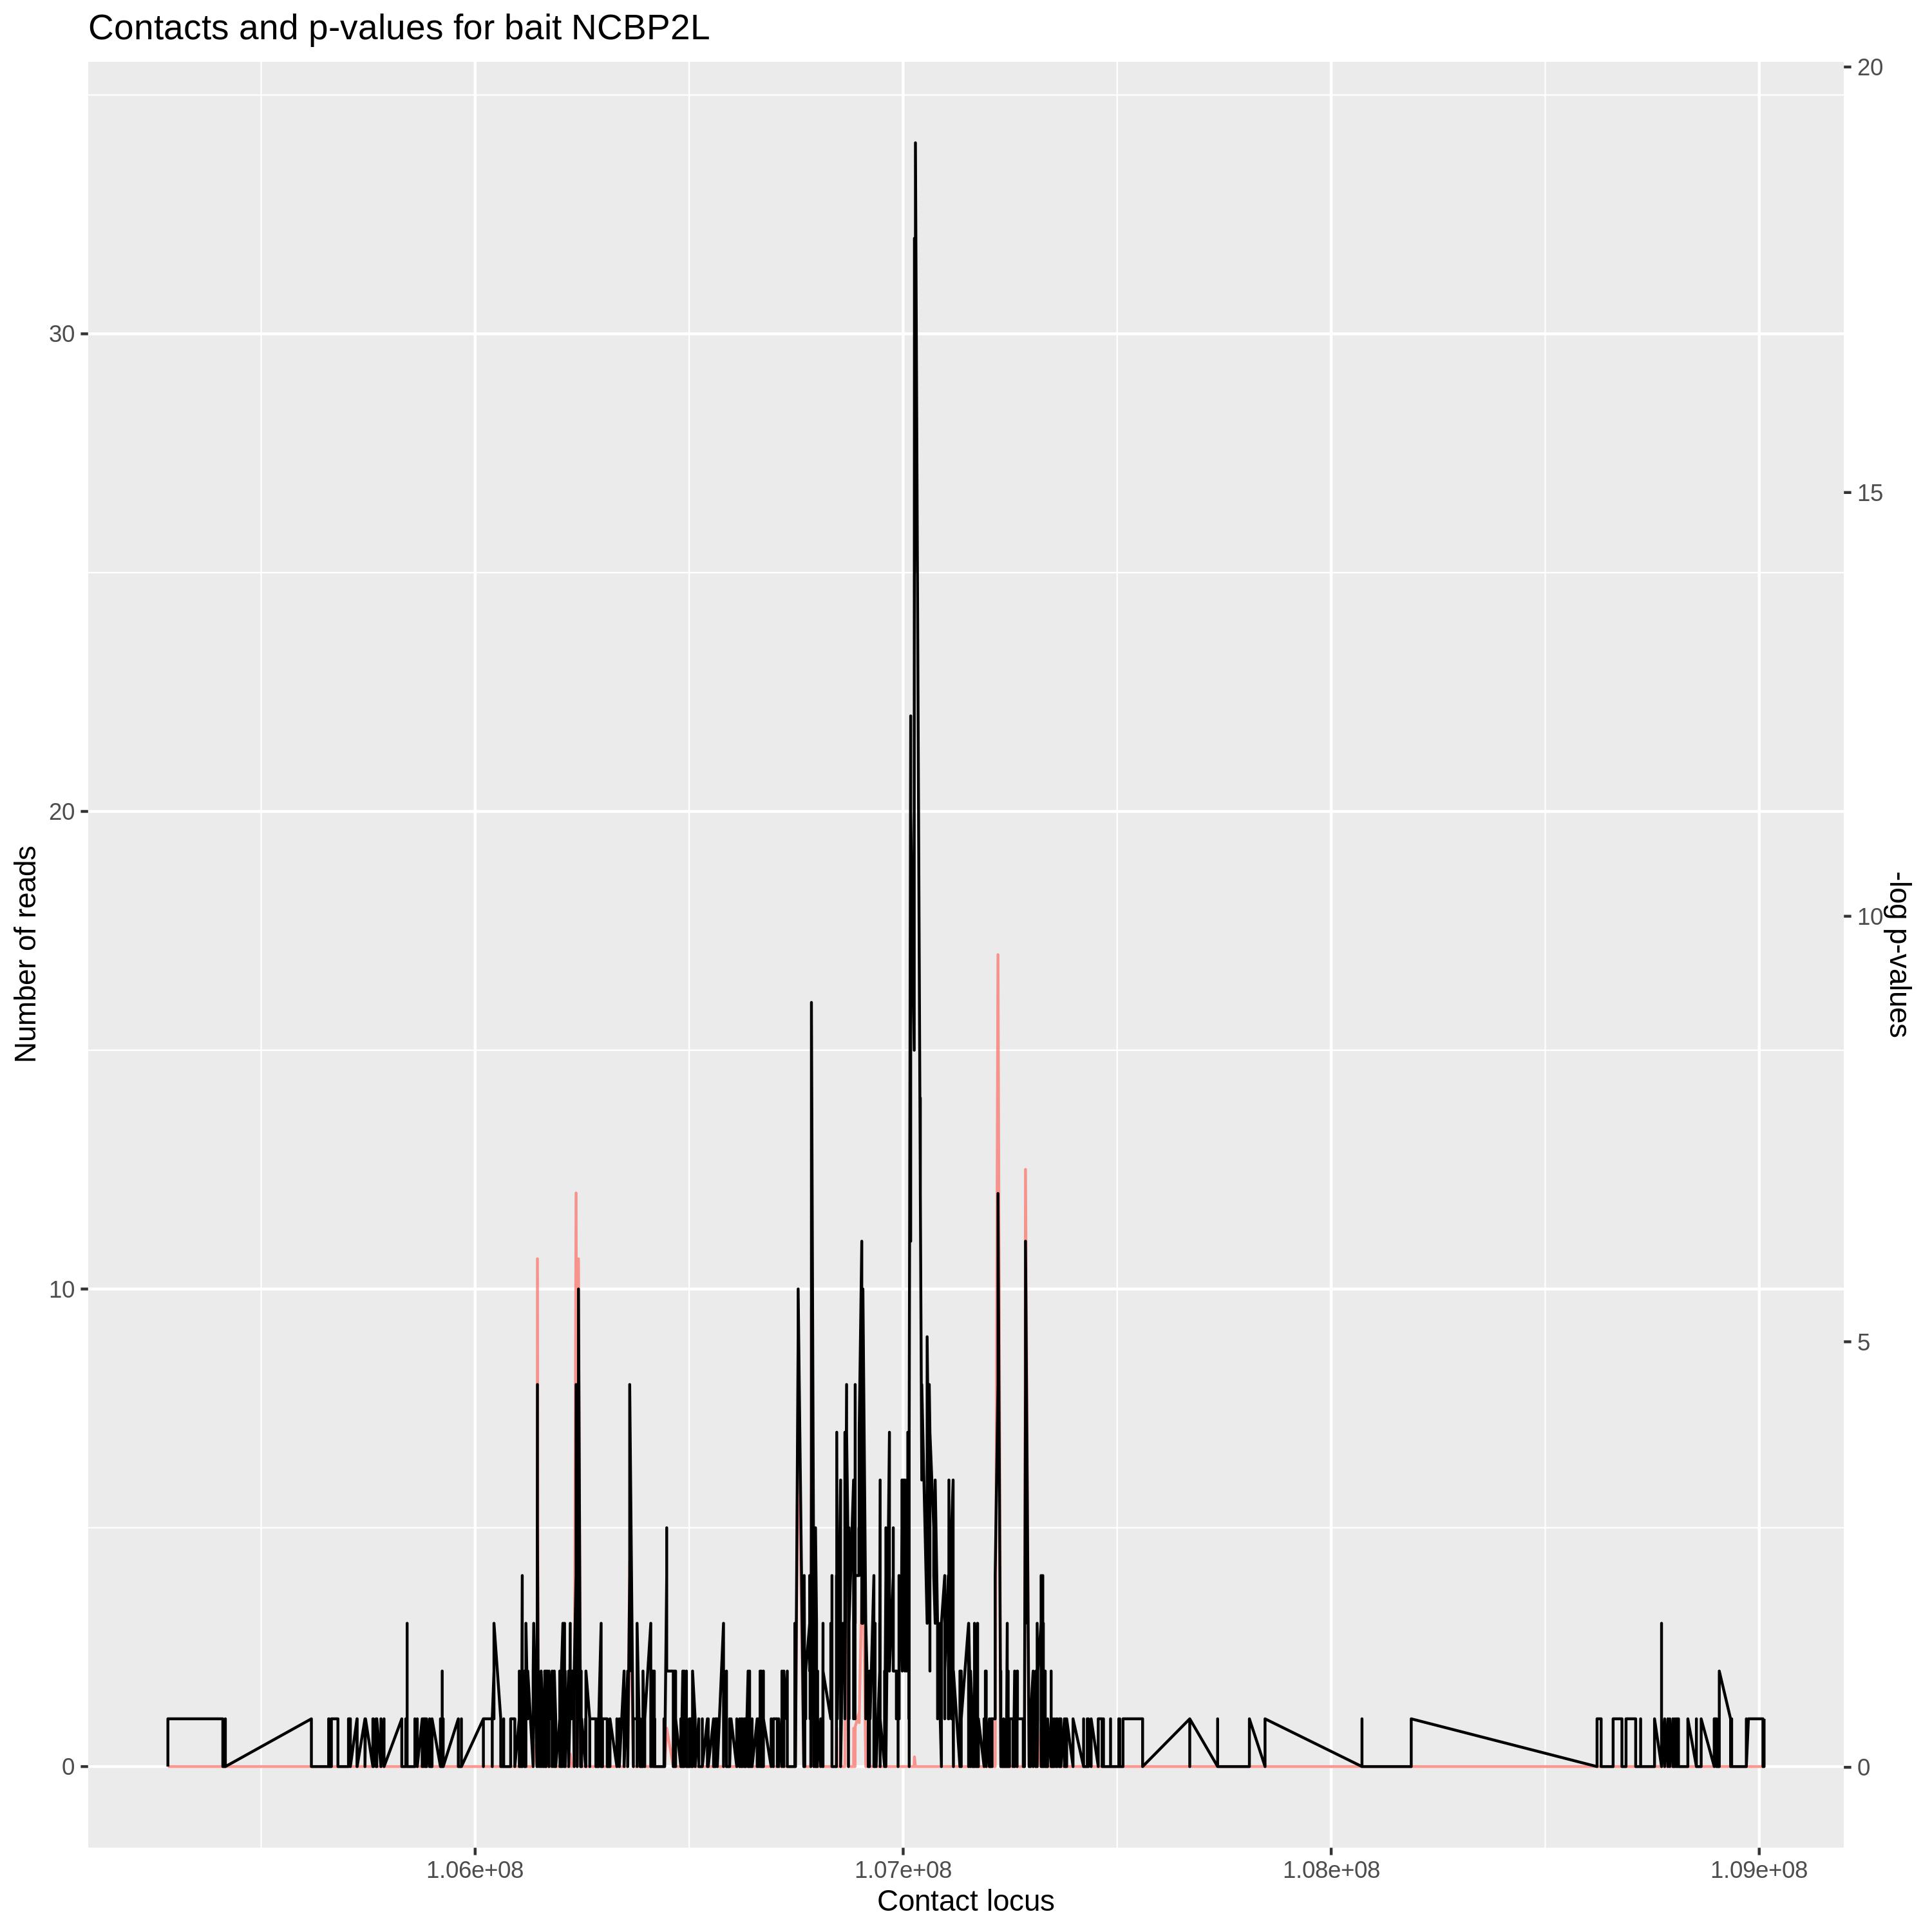 Contacts and p-values for bait NCBP2L
20
30
15
20
10
10
5
0
0
Number of reads
-log p-values
1.06e+08
1.07e+08
1.08e+08
1.09e+08
Contact locus